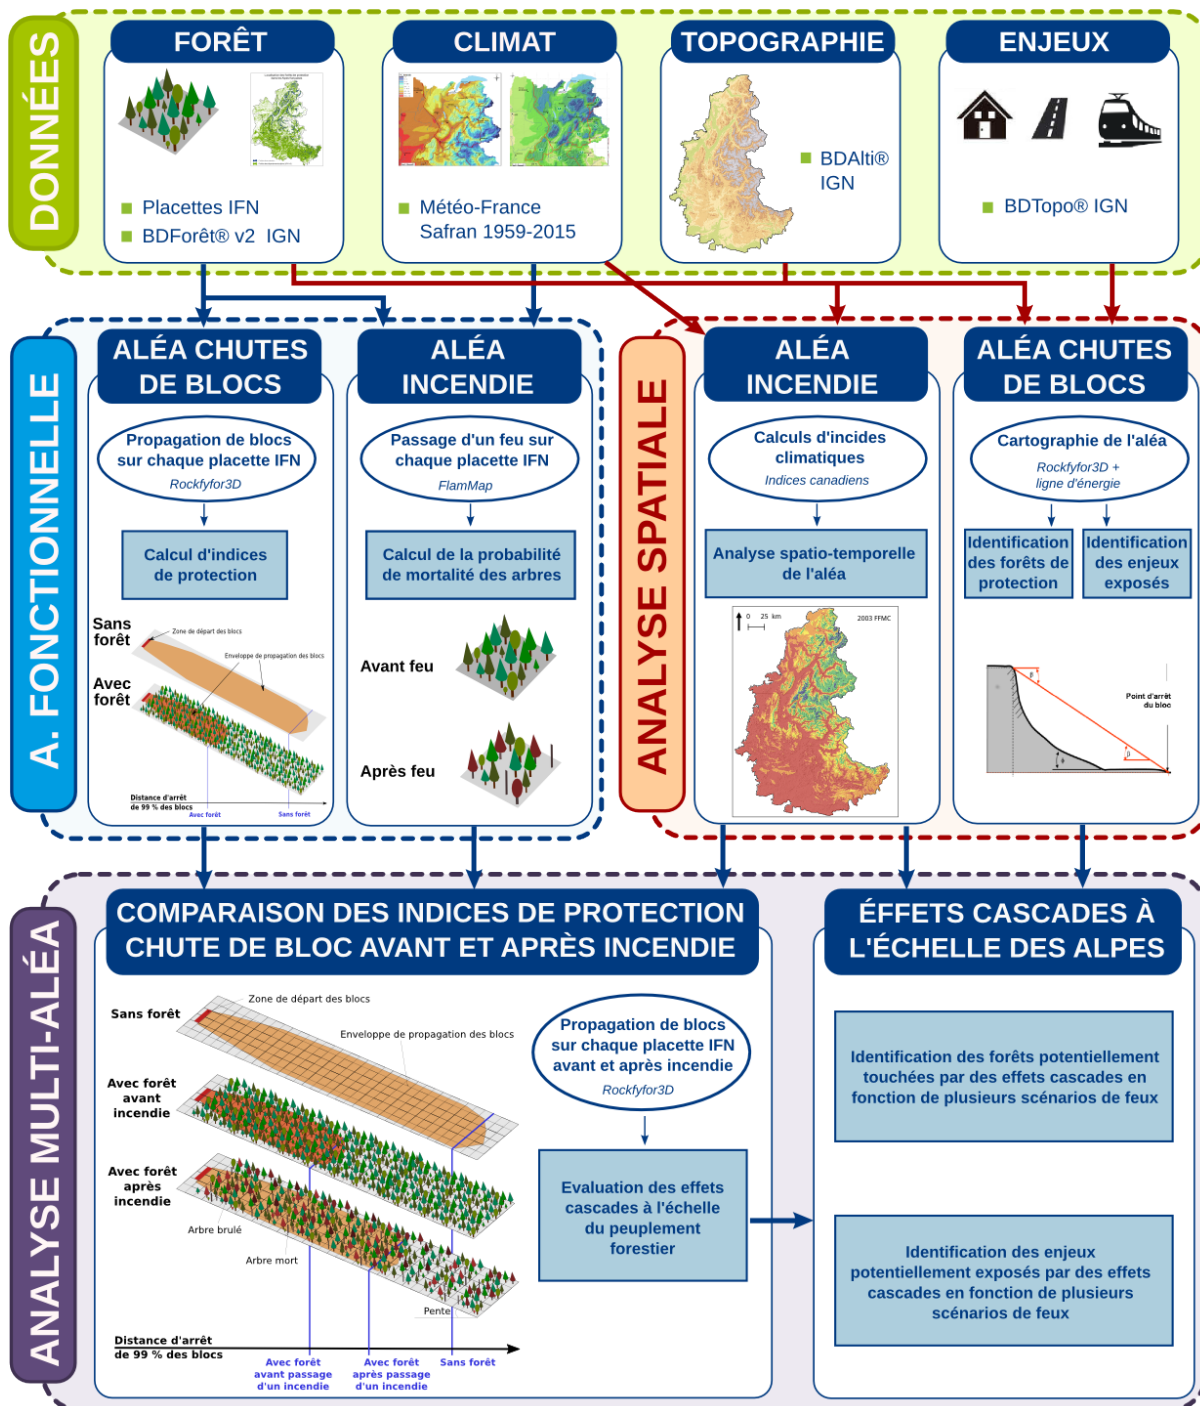 DONNÉES
FORÊT
Placettes IFN
BDForêt® v2 IGN
CLIMAT
Météo-France
Safran 1959-2015
TOPOGRAPHIE
BDAlti®
IGN
ENJEUX
BDTopo® IGN
A. FONCTIONNELLE
ALÉA CHUTES
DE BLOCS
Propagation de blocs
sur chaque placette IFN
Rockfyfor3D
Calcul d'indices
de protection
Sans
forêt
Zone de départ des blocs
Enveloppe de propagation des blocs
Avec
forêt
Distance d'arrêt
de 99 % des blocs
Avec forêt
Sans forêt
ALÉA
INCENDIE
Passage d'un feu sur
chaque placette IFN
FlamMap
Calcul de la probabilité
de mortalité des arbres
Avant feu
Après feu
ANALYSE SPATIALE
ALÉA
INCENDIE
Calculs d'incides
climatiques
Indices canadiens
Analyse spatio-temporelle
de l'aléa
0 25 km
2003 FFMC
ALÉA CHUTES
DE BLOCS
Cartographie de l'aléa
Rockfyfor3D +
ligne d'énergie
Identification
des forêts de
protection
Identification
des enjeux
exposés
Point d'arrêt
du bloc
ANALYSE MULTI-ALÉA
COMPARAISON DES INDICES DE PROTECTION
CHUTE DE BLOC AVANT ET APRÈS INCENDIE
Sans forêt
Zone de départ des blocs
Enveloppe de propagation des blocs
Avec forêt
avant
incendie
Avec forêt
après
incendie
Arbre brulé
Arbre mort
Pente
Distance d'arrêt
de 99 % des blocs
Avec forêt
avant passage
d'un incendie
Avec forêt
après passage
d'un incendie
Sans forêt
Propagation de blocs
sur chaque placette IFN
avant et après incendie
Rockfyfor3D
Evaluation des effets
cascades à l'échelle
du peuplement
forestier
ÉFFETS CASCADES À
L'ÉCHELLE DES ALPES
Identification des forêts potentiellement
touchées par des effets cascades en
fonction de plusieurs scénarios de feux
Identification des enjeux
potentiellement exposés par des effets
cascades en fonction de plusieurs
scénarios de feux